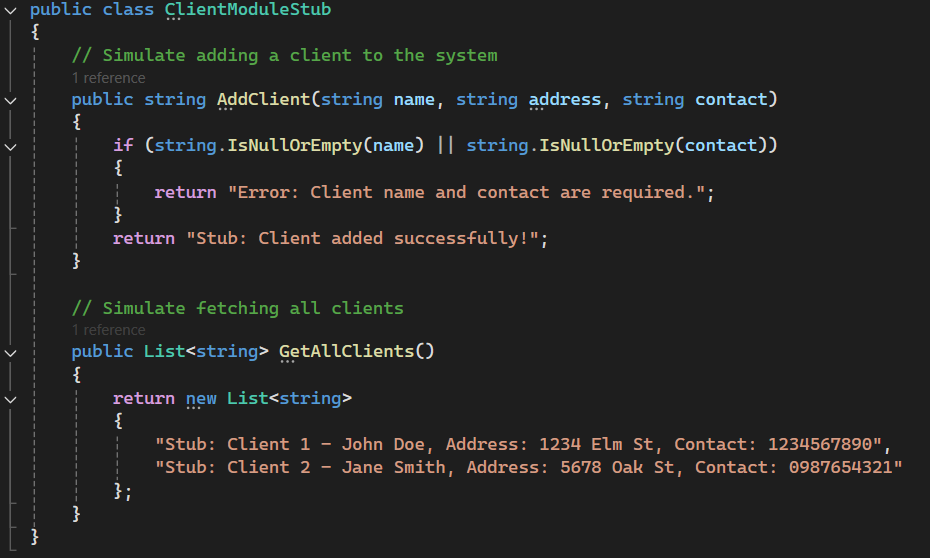 public class ClientModuleStub
{
// Simulate adding a client to the system
1 reference
public string AddClient(string name, string address, string contact)
{
if (string.IsNullOrEmpty(name) || string.IsNullOrEmpty(contact))
{
return "Error: Client name and contact are required.";
}
return "Stub: Client added successfully!";
}
// Simulate fetching all clients
1 reference
public List<string> GetAllClients()
{
return new List<string>
{
"Stub: Client 1 - John Doe, Address: 1234 Elm St, Contact: 1234567890",
"Stub: Client 2 - Jane Smith, Address: 5678 Oak St, Contact: 0987654321"
};
}
}